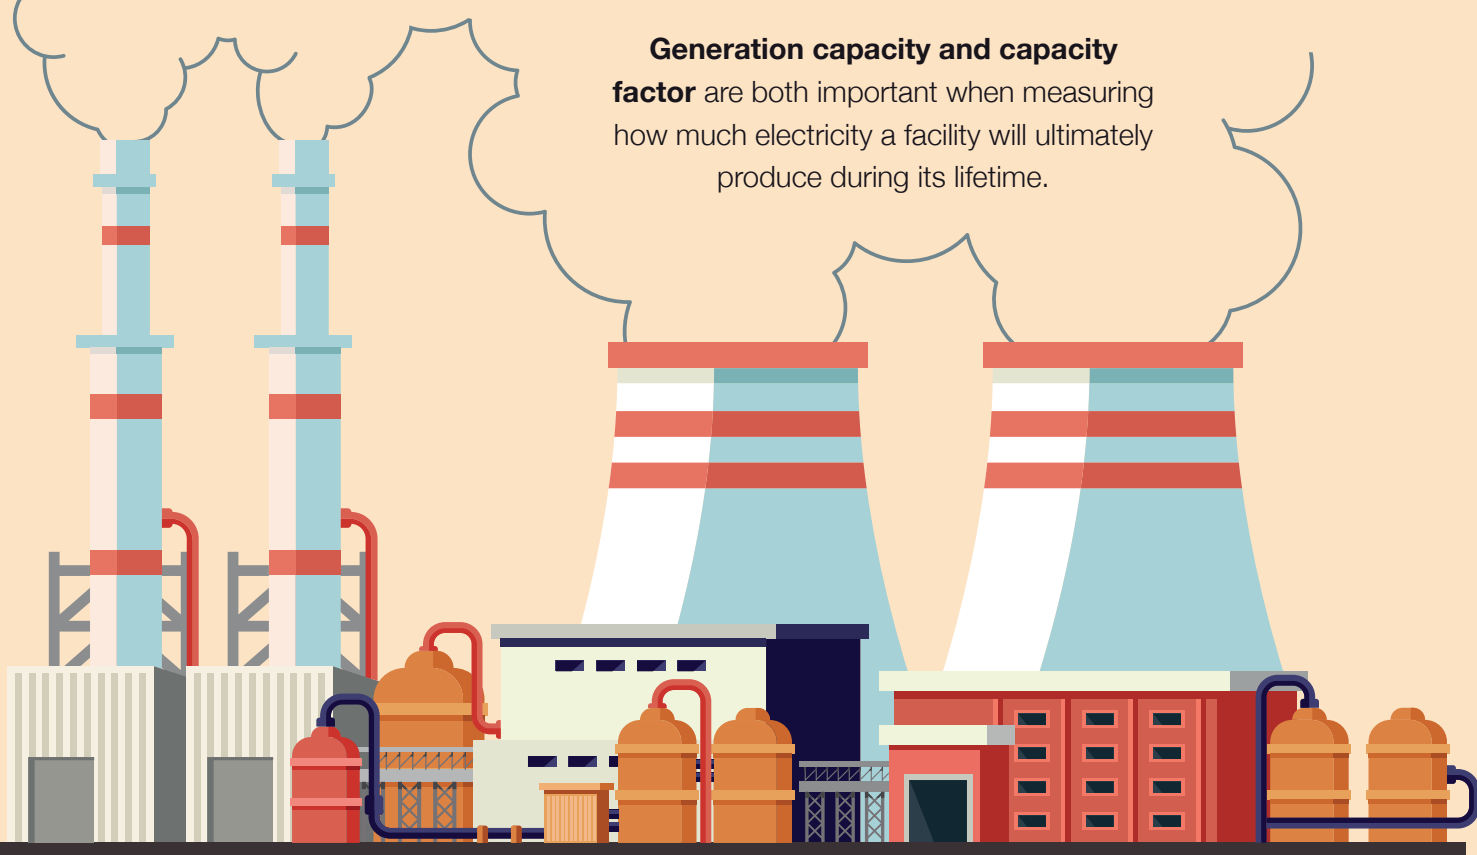 Generation capacity and capacity
factor are both important when measuring
how much electricity a facility will ultimately
produce during its lifetime.